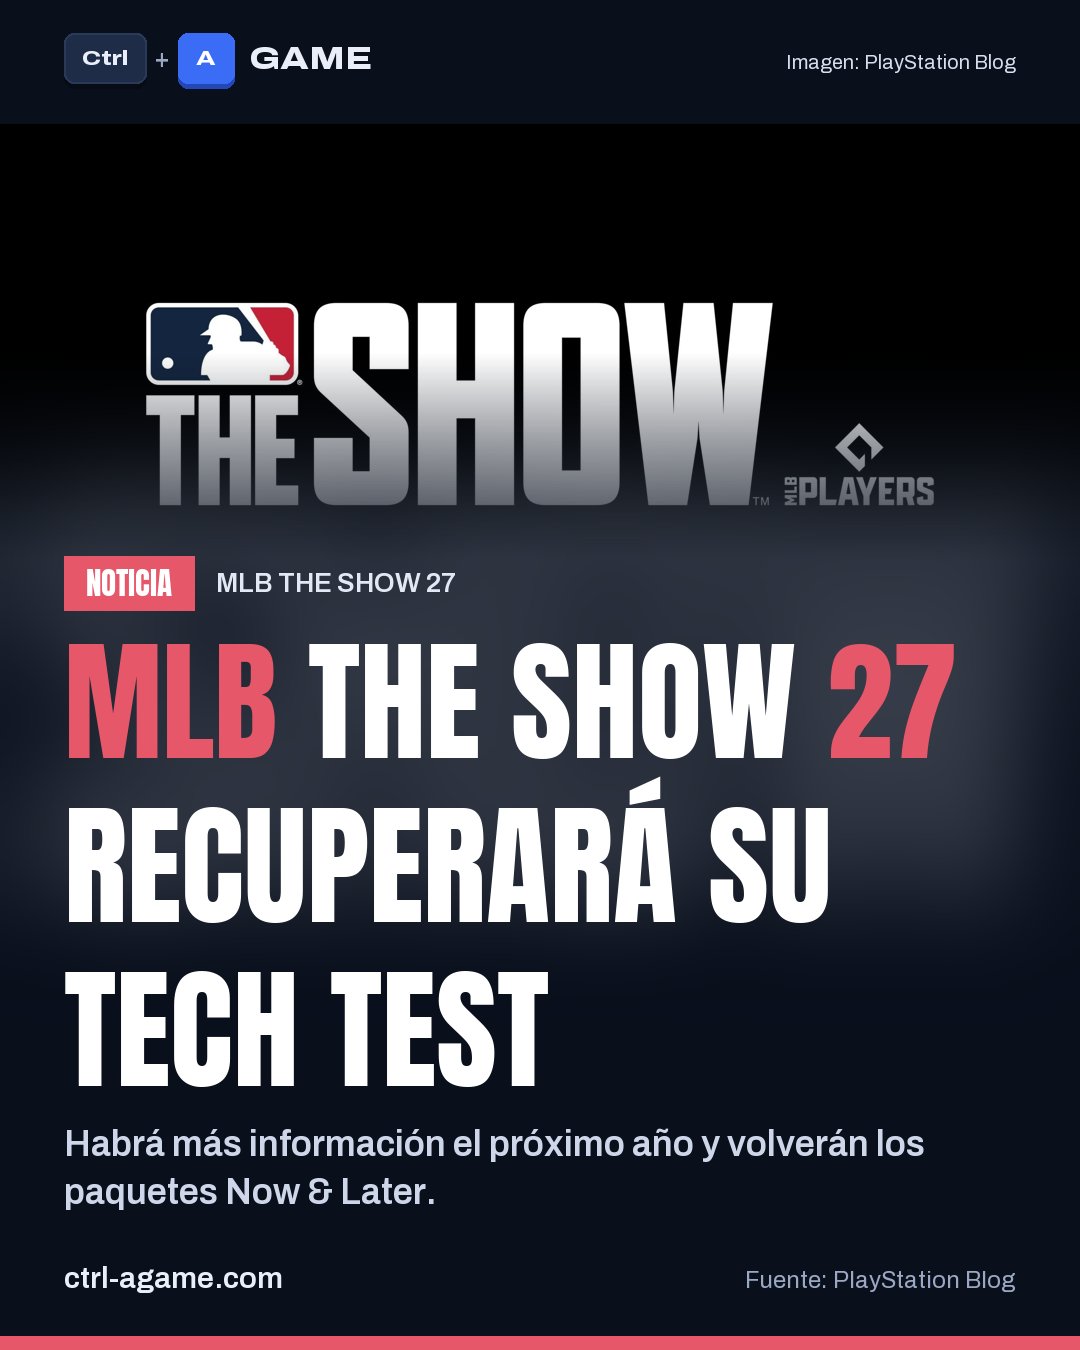 Ctrl + A GAME
Imagen: PlayStation Blog
THE SHOW™
MLB PLAYERS
NOTICIA MLB THE SHOW 27
MLB THE SHOW 27
RECUPERARÁ SU
TECH TEST
Habrá más información el próximo año y volverán los
paquetes Now & Later.
ctrl-agame.com
Fuente: PlayStation Blog